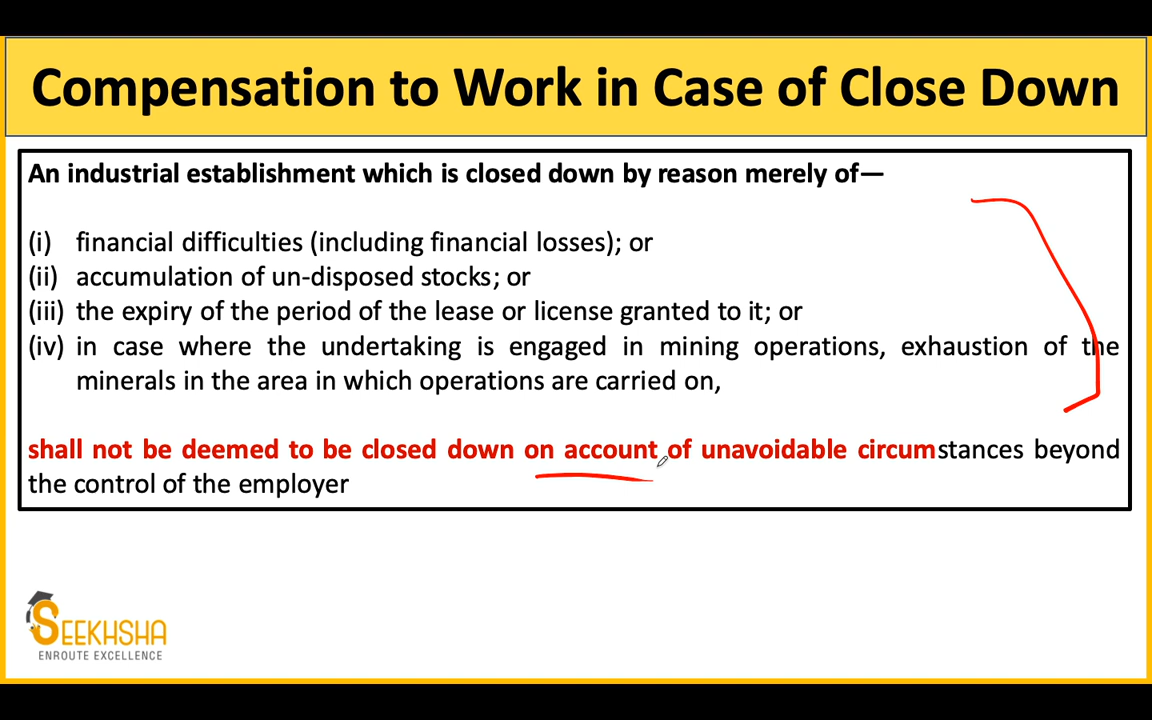 Compensation to Work in Case of Close Down
An industrial establishment which is closed down by reason merely of—
(i) financial difficulties (including financial losses); or
(ii) accumulation of un-disposed stocks; or
(iii) the expiry of the period of the lease or license granted to it; or
(iv) in case where the undertaking is engaged in mining operations, exhaustion of the
minerals in the area in which operations are carried on,
shall not be deemed to be closed down on account of unavoidable circumstances beyond
the control of the employer
SEEKHSHA
ENROUTE EXCELLENCE